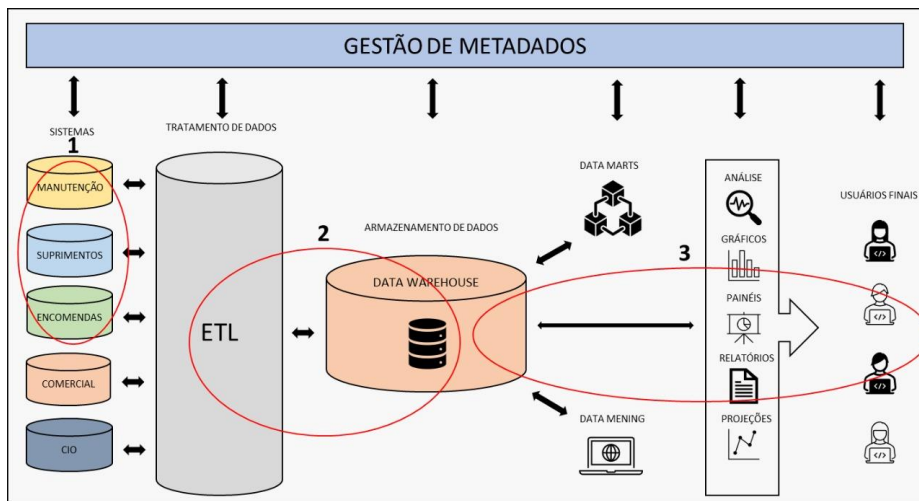 GESTÃO DE METADADOS
SISTEMAS
1
MANUTENÇÃO
SUPRIMENTOS
ENCOMENDAS
COMERCIAL
CIO
TRATAMENTO DE DADOS
ETL
2
ARMAZENAMENTO DE DADOS
DATA WAREHOUSE
DATA MARTS
DATA MENING
3
ANÁLISE
GRÁFICOS
PAINÉIS
RELATÓRIOS
PROJEÇÕES
USUÁRIOS FINAIS